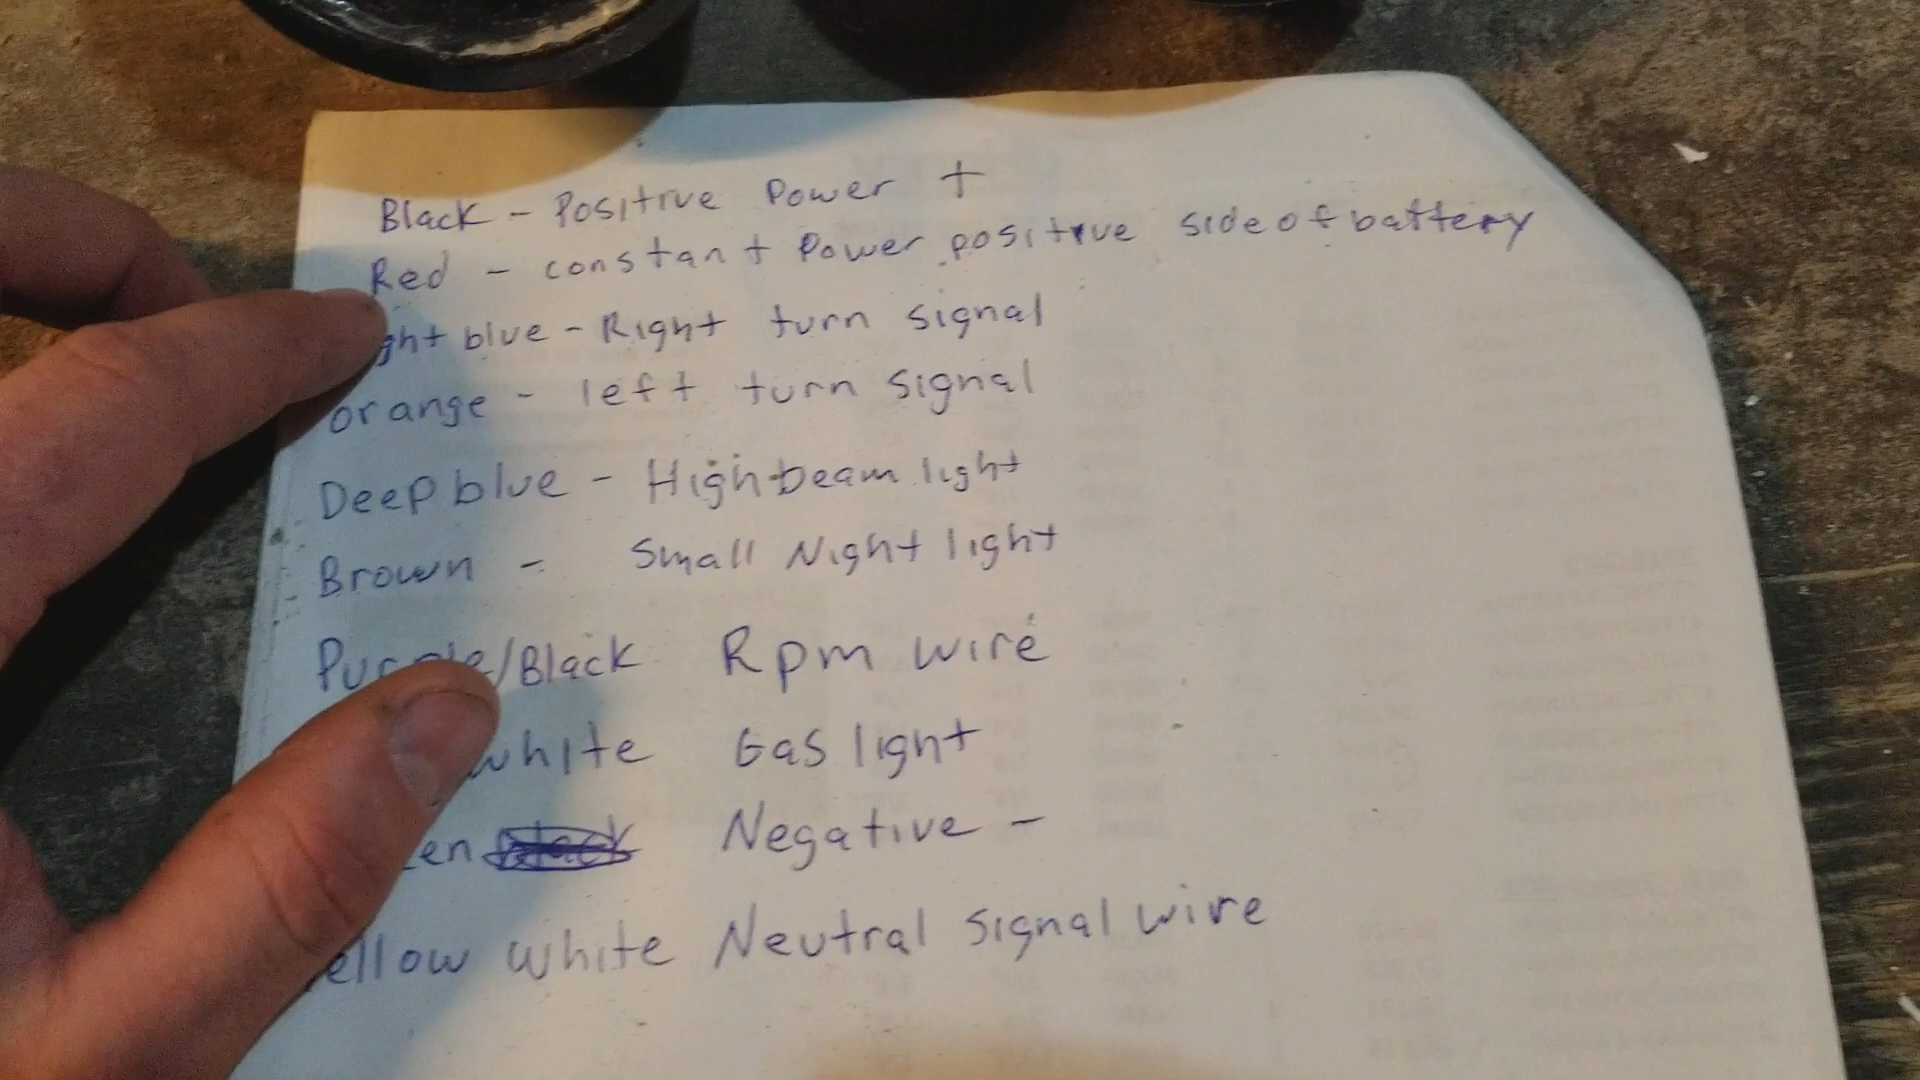 Black - Positive Power +
Red - constant Power positive side of battery
ght blue - Right turn signal
orange - left turn signal
Deep blue - High beam light
Brown - Small Night light
Purple/Black Rpm wire
white Gas light
en Negative -
ellow white Neutral signal wire